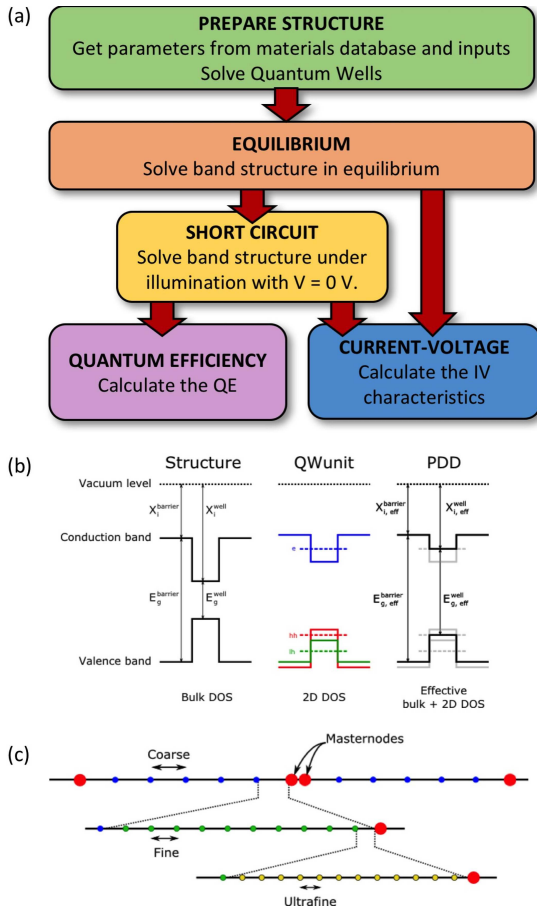 (a)
PREPARE STRUCTURE
Get parameters from materials database and inputs
Solve Quantum Wells
EQUILIBRIUM
Solve band structure in equilibrium
SHORT CIRCUIT
Solve band structure under
illumination with V = 0 V.
QUANTUM EFFICIENCY
Calculate the QE
CURRENT-VOLTAGE
Calculate the IV
characteristics
(b)
Structure QWunit PDD
Vacuum level
X_i^barrier X_i^well X_i, eff^barrier X_i, eff^well
Conduction band
e
E_g^barrier E_g^well E_g, eff^barrier E_g, eff^well
hh
lh
Valence band
Bulk DOS 2D DOS Effective
bulk + 2D DOS
(c)
Masternodes
Coarse
Fine
Ultrafine